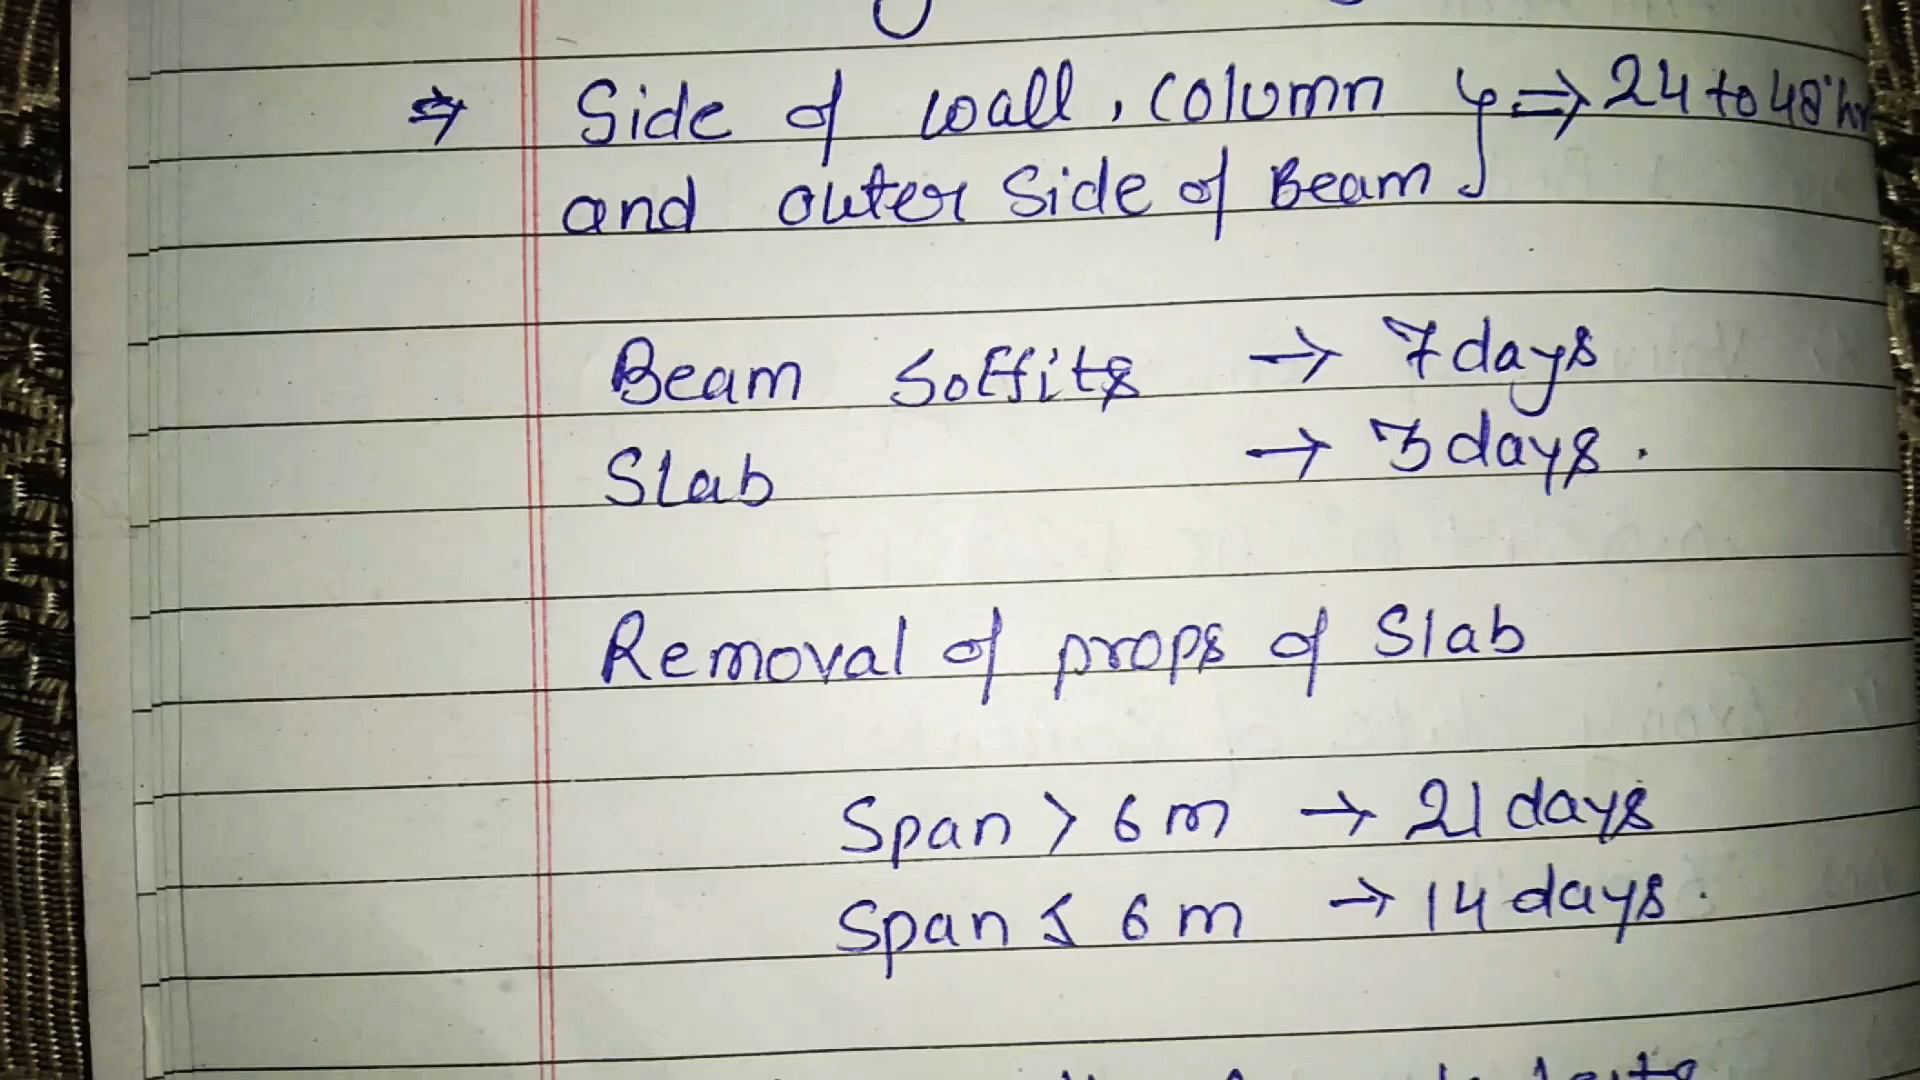 ⇒ Side of wall, column } ⇒ 24 to 48 hr
and outer Side of Beam
Beam Soffits → 7 days
Slab → 3 days.
Removal of props of Slab
Span > 6 m → 21 days
Span ≤ 6 m → 14 days.